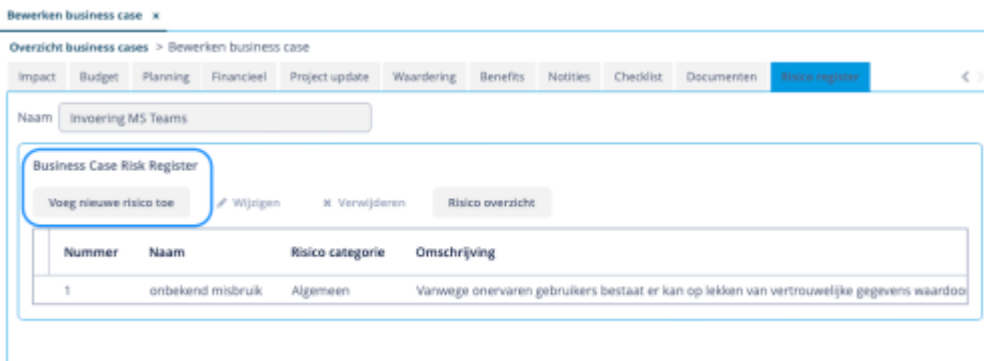 Bewerken business case ×
Overzicht business cases > Bewerken business case
Impact Budget Planning Financieel Project update Waardering Benefits Notities Checklist Documenten Risico register
Naam Invoering MS Teams
Business Case Risk Register
Voeg nieuwe risico toe Wijzigen × Verwijderen Risico overzicht
Nummer Naam Risico categorie Omschrijving
1 onbekend misbruik Algemeen Vanwege onervaren gebruikers bestaat er kan op lekken van vertrouwelijke gegevens waardoo